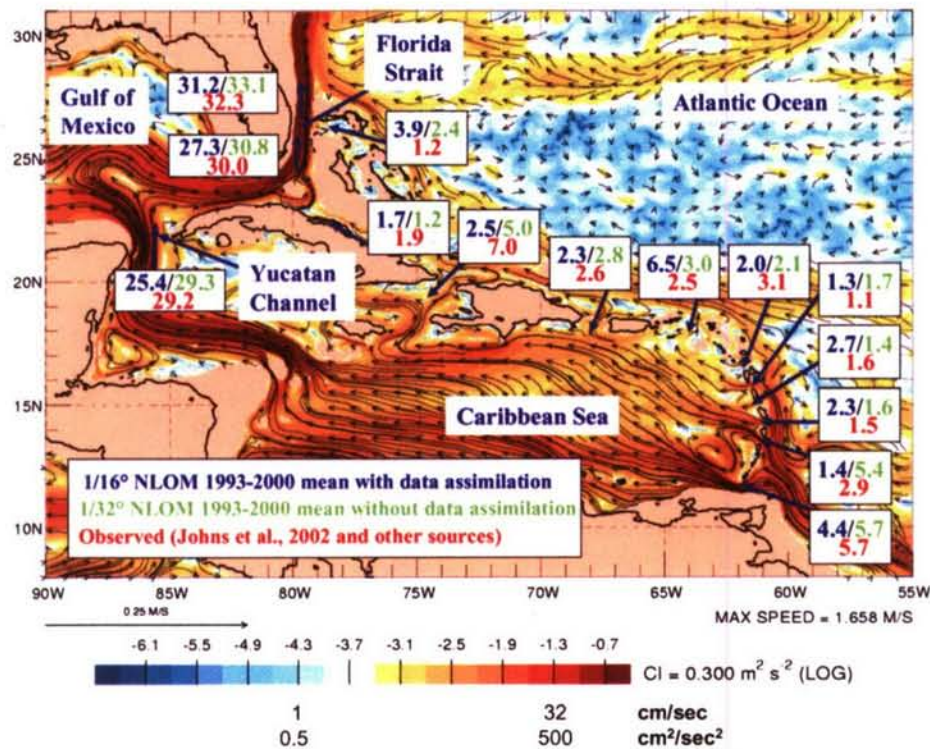 30N
25N
20N
15N
10N
Gulf of
Mexico
31.2/33.1
32.3
27.3/30.8
30.0
Florida
Strait
Atlantic Ocean
3.9/2.4
1.2
1.7/1.2
1.9
2.5/5.0
7.0
2.3/2.8
2.6
6.5/3.0
2.5
2.0/2.1
3.1
1.3/1.7
1.1
25.4/29.3
29.2
Yucatan
Channel
2.7/1.4
1.6
Caribbean Sea
2.3/1.6
1.5
1.4/5.4
2.9
4.4/5.7
5.7
1/16° NLOM 1993-2000 mean with data assimilation
1/32° NLOM 1993-2000 mean without data assimilation
Observed (Johns et al., 2002 and other sources)
90W 85W 80W 75W 70W 65W 60W 55W
0.25 M/S
MAX SPEED = 1.658 M/S
-6.1 -5.5 -4.9 -4.3 -3.7 -3.1 -2.5 -1.9 -1.3 -0.7
CI = 0.300 m² s⁻² (LOG)
1 32 cm/sec
0.5 500 cm²/sec²